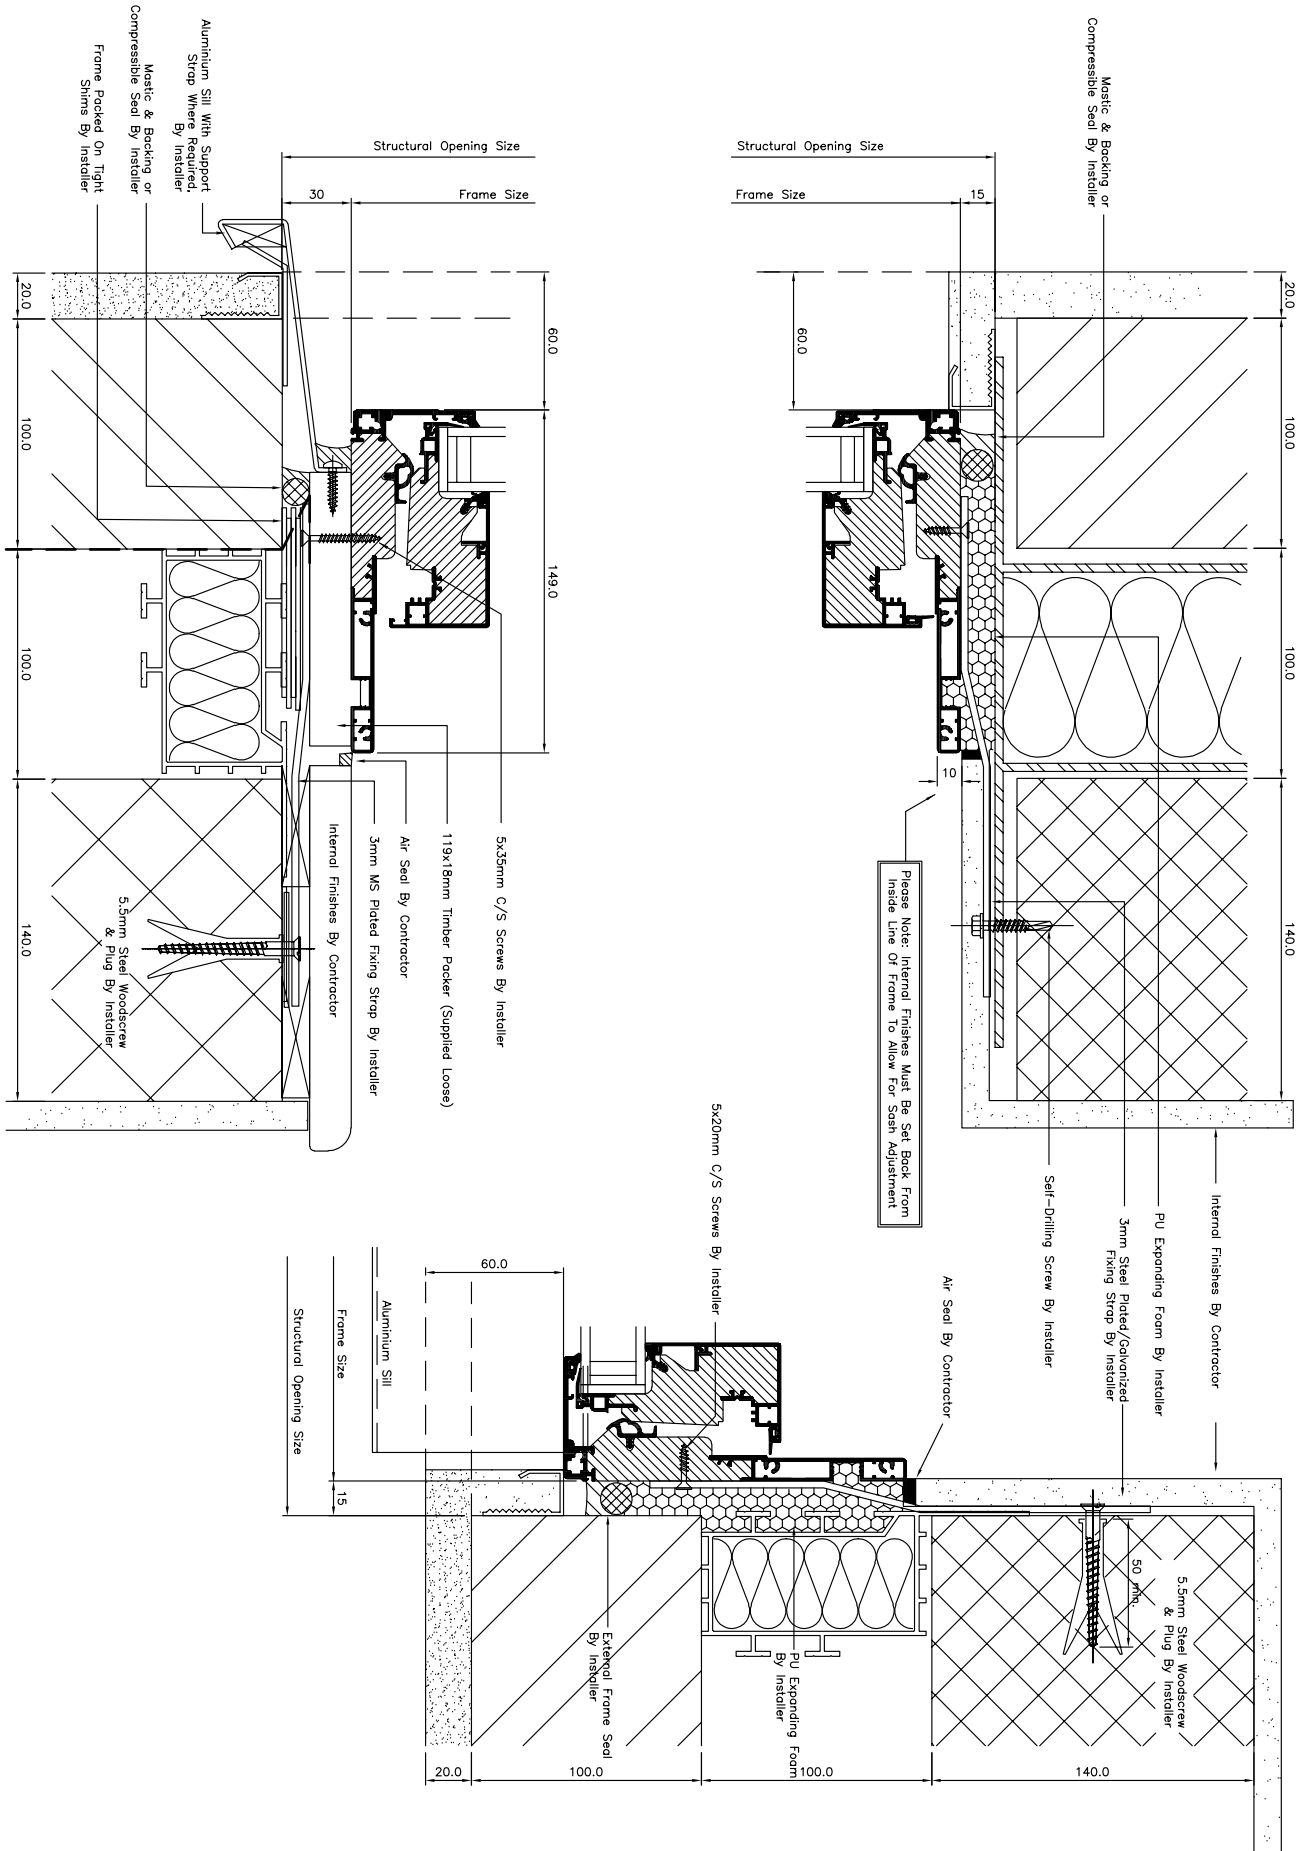 Mastic & Backing or
Compressible Seal By Installer
Structural Opening Size
Frame Size
15
20.0
100.0
100.0
140.0
60.0
10
Please Note: Internal Finishes Must Be Set Back From
Inside Line Of Frame To Allow For Sash Adjustment
Self-Drilling Screw By Installer
3mm Steel Plated/Galvanized
Fixing Strap By Installer
PU Expanding Foam By Installer
Internal Finishes By Contractor
Aluminium Sill With Support
Strap Where Required,
By Installer
Mastic & Backing or
Compressible Seal By Installer
Frame Packed On Tight
Shims By Installer
Structural Opening Size
Frame Size
30
60.0
149.0
20.0
100.0
100.0
140.0
5x35mm C/S Screws By Installer
119x18mm Timber Packer (Supplied Loose)
Air Seal By Contractor
3mm MS Plated Fixing Strap By Installer
Internal Finishes By Contractor
5.5mm Steel Woodscrew
& Plug By Installer
5x20mm C/S Screws By Installer
Air Seal By Contractor
60.0
Aluminium Sill
Frame Size
Structural Opening Size
15
50 min.
5.5mm Steel Woodscrew
& Plug By Installer
PU Expanding Foam
By Installer
External Frame Seal
By Installer
20.0
100.0
100.0
140.0